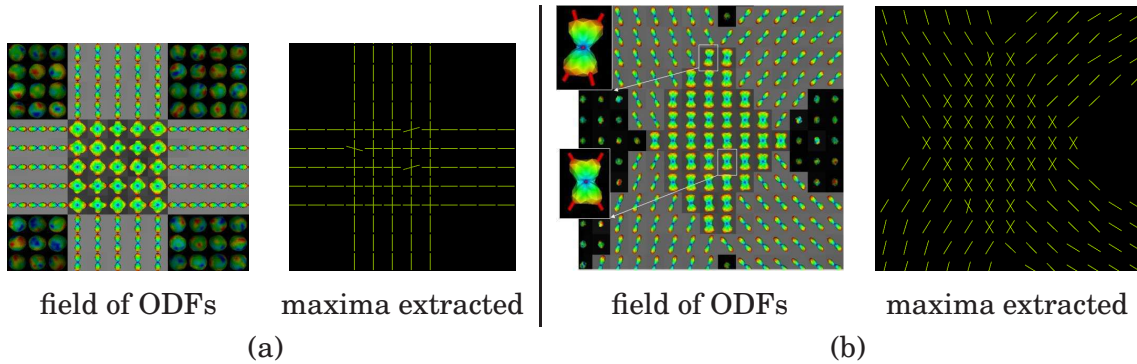 field of ODFs
maxima extracted
(a)
field of ODFs
maxima extracted
(b)